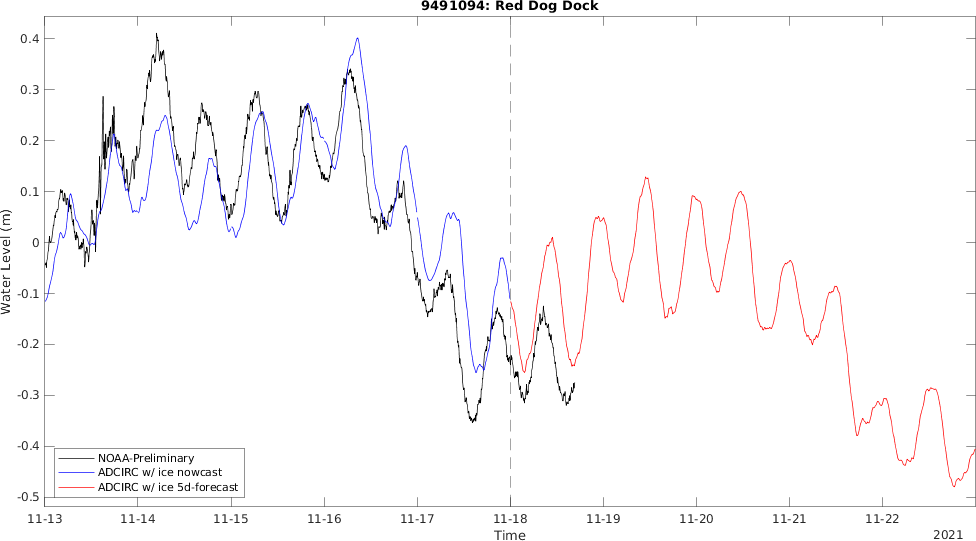 9491094: Red Dog Dock
Water Level (m)
0.4
0.3
0.2
0.1
0
-0.1
-0.2
-0.3
-0.4
-0.5
NOAA-Preliminary
ADCIRC w/ ice nowcast
ADCIRC w/ ice 5d-forecast
11-13 11-14 11-15 11-16 11-17 11-18 11-19 11-20 11-21 11-22
Time
2021